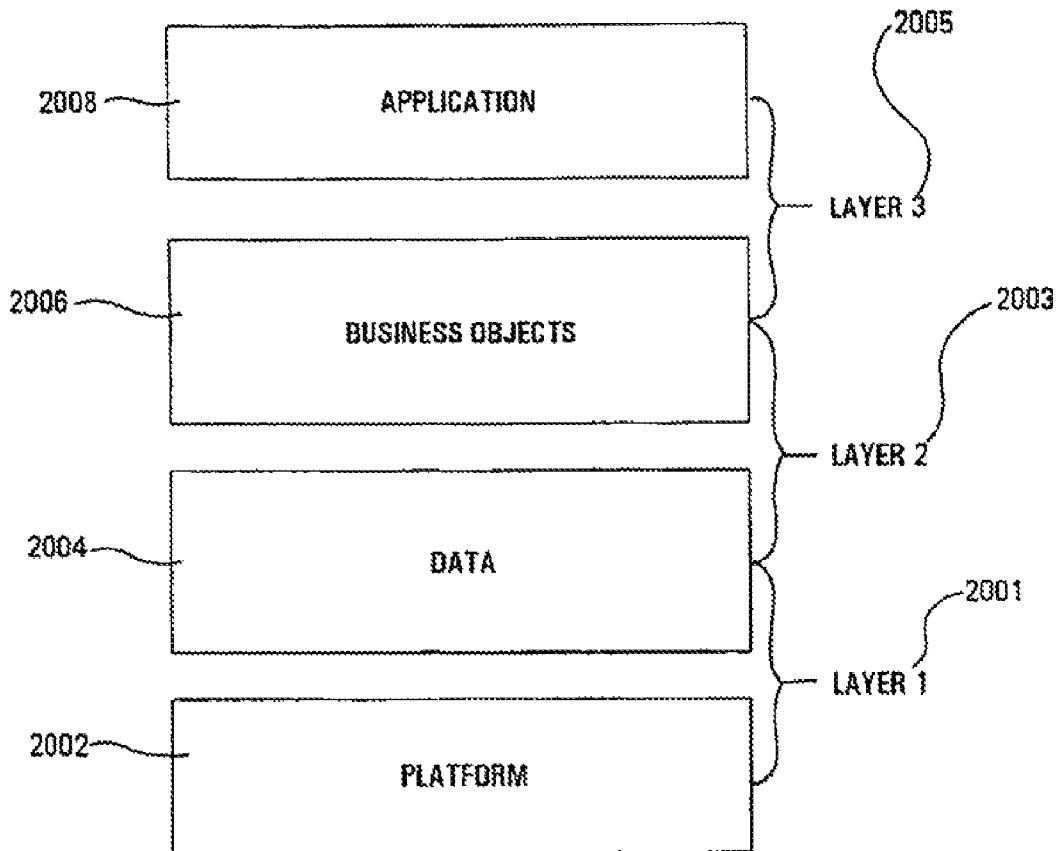 2005
2008
APPLICATION
LAYER 3
2006
2003
BUSINESS OBJECTS
LAYER 2
2004
DATA
2001
LAYER 1
2002
PLATFORM